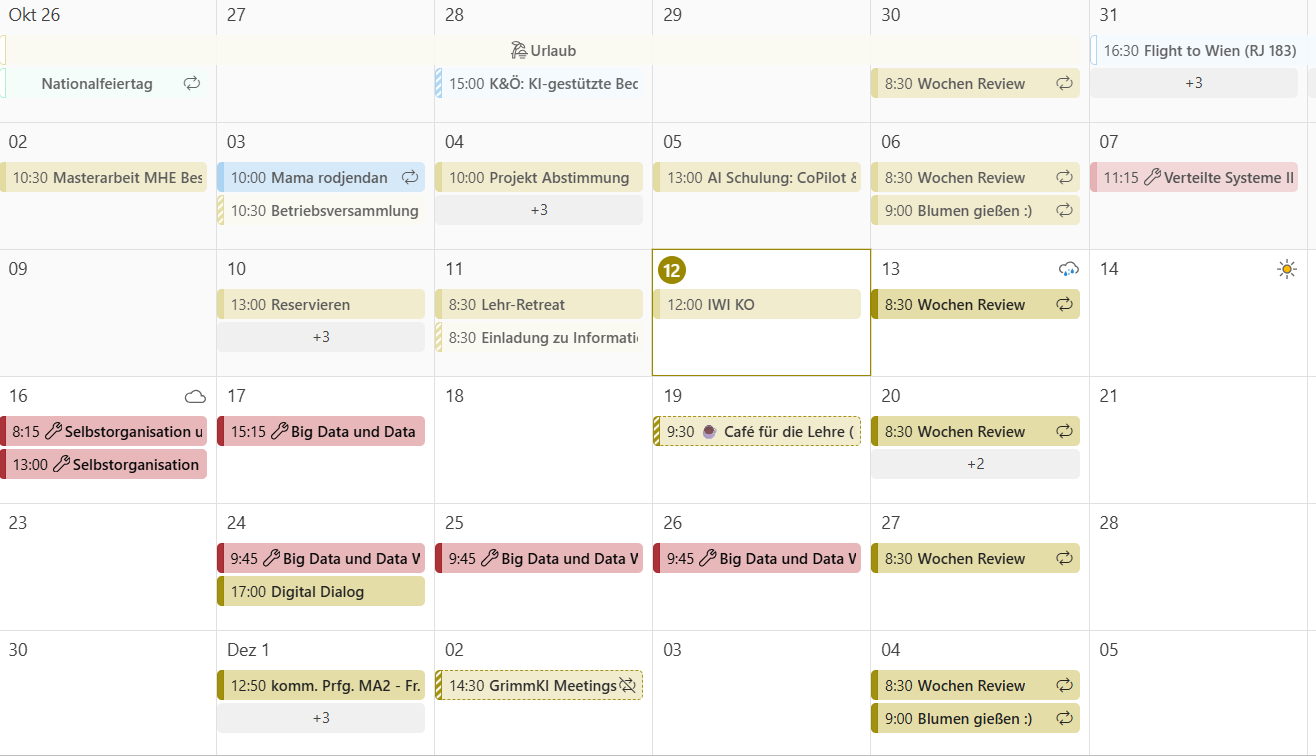 Okt 26
27
28
29
30
31
Urlaub
16:30 Flight to Wien (RJ 183)
Nationalfeiertag
15:00 K&Ö: KI-gestützte Bec
8:30 Wochen Review
+3
02
03
04
05
06
07
10:30 Masterarbeit MHE Bes
10:00 Mama rodjendan
10:00 Projekt Abstimmung
13:00 AI Schulung: CoPilot &
8:30 Wochen Review
11:15 Verteilte Systeme II
10:30 Betriebsversammlung
+3
9:00 Blumen gießen :)
09
10
11
12
13
14
13:00 Reservieren
8:30 Lehr-Retreat
12:00 IWI KO
8:30 Wochen Review
+3
8:30 Einladung zu Informati
16
17
18
19
20
21
8:15 Selbstorganisation u
15:15 Big Data und Data
9:30 Café für die Lehre (
8:30 Wochen Review
13:00 Selbstorganisation
+2
23
24
25
26
27
28
9:45 Big Data und Data W
9:45 Big Data und Data W
9:45 Big Data und Data W
8:30 Wochen Review
17:00 Digital Dialog
30
Dez 1
02
03
04
05
12:50 komm. Prfg. MA2 - Fr.
14:30 GrimmKI Meetings
8:30 Wochen Review
+3
9:00 Blumen gießen :)